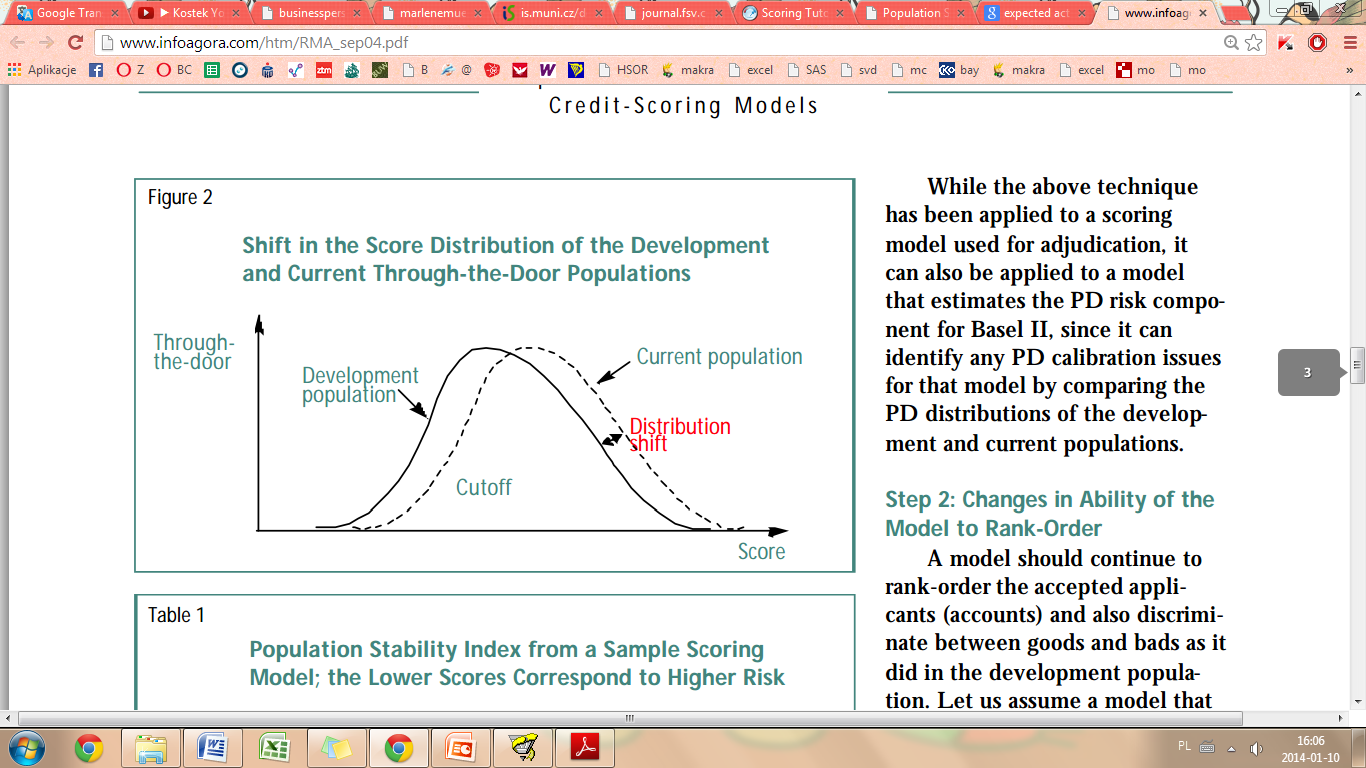 Google Tran
Kostek Yo
businesspers
marlenemue
is.muni.cz/d
journal.fsv.c
Scoring Tuto
Population S
expected act
www.infoag
www.infoagora.com/htm/RMA_sep04.pdf
Aplikacje
Z
BC
ztm
B
@
HSOR
makra
excel
SAS
svd
mc
bay
makra
excel
mo
mo
»
Credit-Scoring Models
Figure 2
Shift in the Score Distribution of the Development
and Current Through-the-Door Populations
Through-
the-door
Development
population
Current population
Distribution
shift
Cutoff
Score
Table 1
Population Stability Index from a Sample Scoring
Model; the Lower Scores Correspond to Higher Risk
While the above technique
has been applied to a scoring
model used for adjudication, it
can also be applied to a model
that estimates the PD risk compo-
nent for Basel II, since it can
identify any PD calibration issues
for that model by comparing the
PD distributions of the develop-
ment and current populations.
Step 2: Changes in Ability of the
Model to Rank-Order
A model should continue to
rank-order the accepted appli-
cants (accounts) and also discrimi-
nate between goods and bads as it
did in the development popula-
tion. Let us assume a model that
3
PL
16:06
2014-01-10